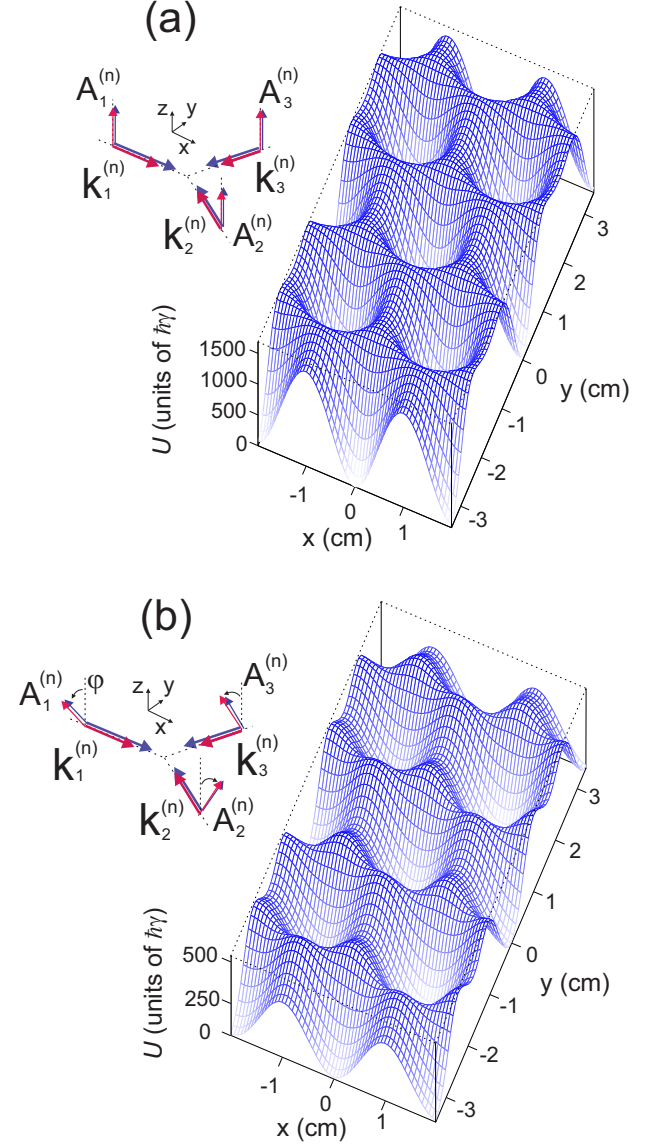 (a)
A₁⁽ⁿ⁾
A₃⁽ⁿ⁾
z
y
x
k₁⁽ⁿ⁾
k₃⁽ⁿ⁾
k₂⁽ⁿ⁾
A₂⁽ⁿ⁾
3
2
1
0
-1
-2
-3
y (cm)
U (units of ħγ)
1500
1000
500
0
-1
0
1
x (cm)
(b)
A₁⁽ⁿ⁾
φ
A₃⁽ⁿ⁾
z
y
x
k₁⁽ⁿ⁾
k₃⁽ⁿ⁾
k₂⁽ⁿ⁾
A₂⁽ⁿ⁾
3
2
1
0
-1
-2
-3
y (cm)
U (units of ħγ)
500
250
0
-1
0
1
x (cm)